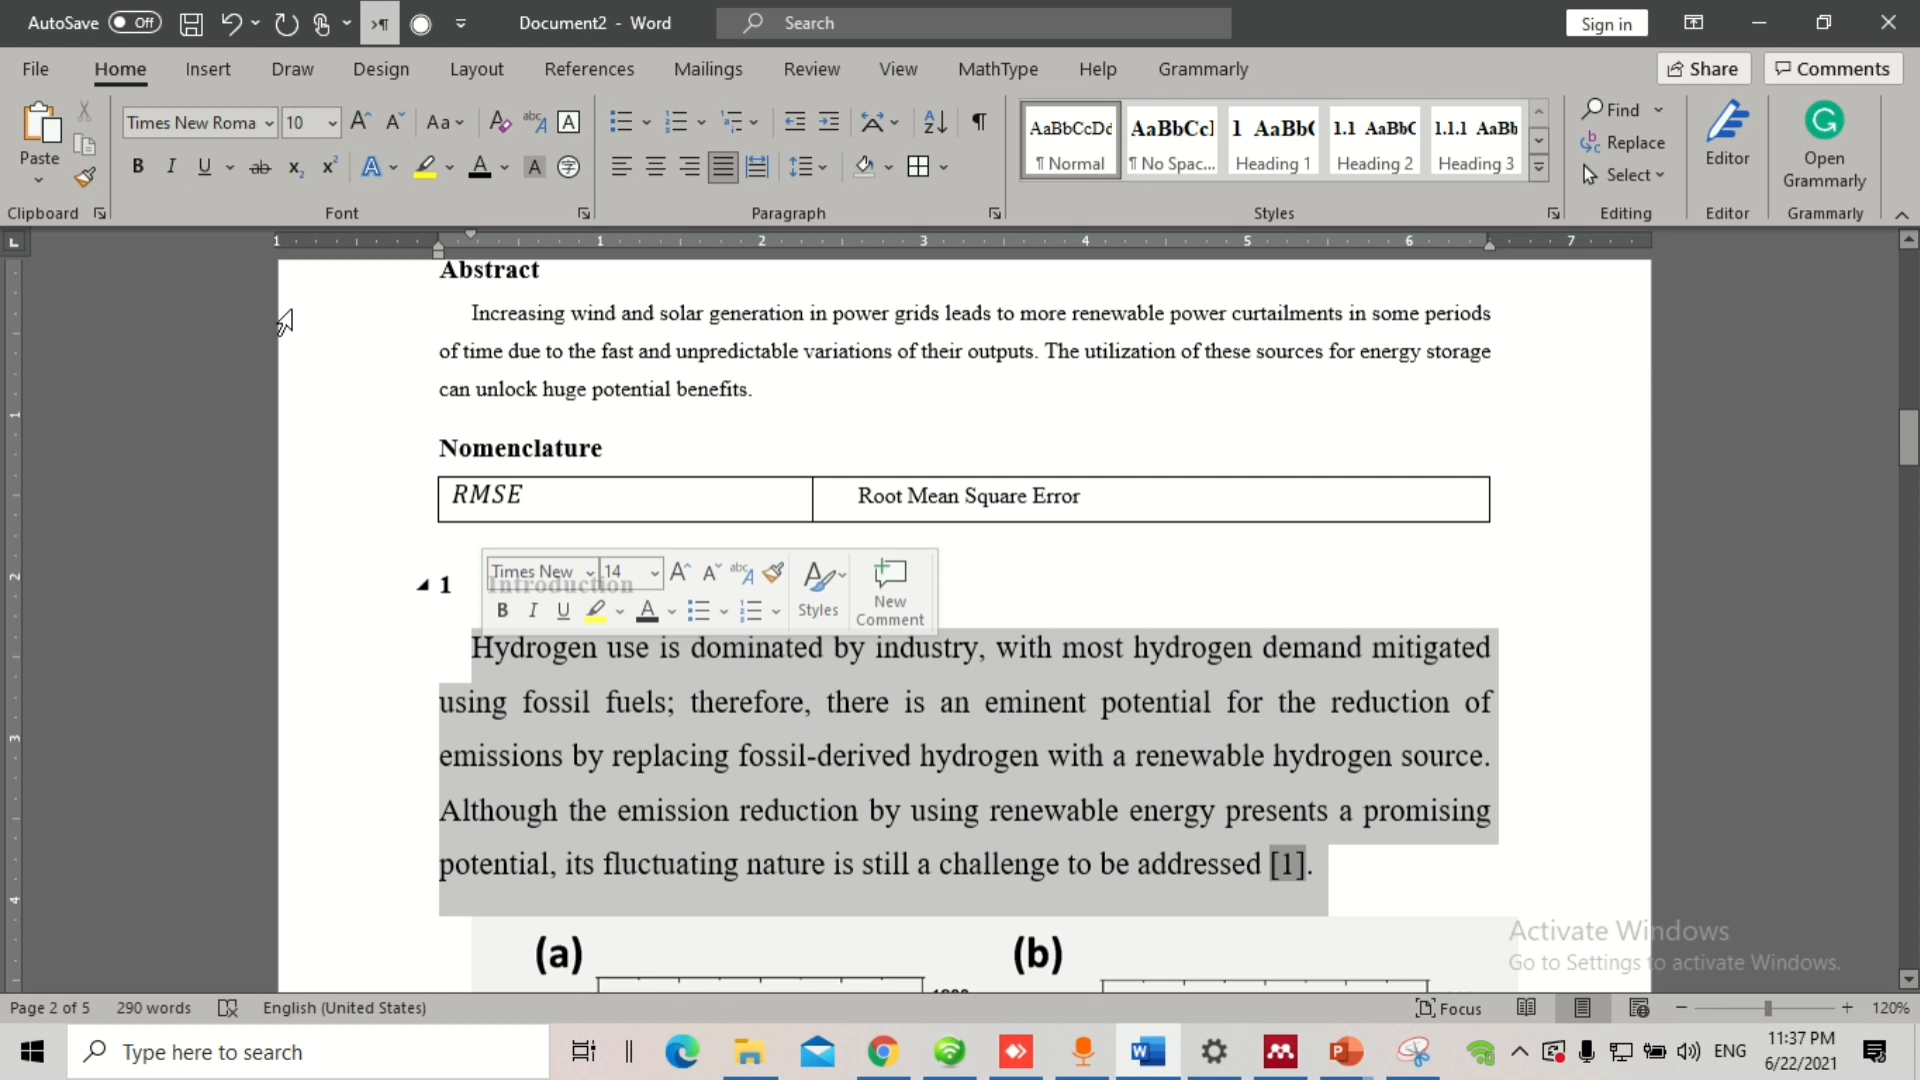 AutoSave Off Document2 - Word Search Sign in
File Home Insert Draw Design Layout References Mailings Review View MathType Help Grammarly Share Comments
Paste
Clipboard
Times New Roma 10
Font
Paragraph
AaBbCcDd AaBbCcI 1 AaBbC 1.1 AaBbC 1.1.1 AaBb
¶ Normal ¶ No Spac... Heading 1 Heading 2 Heading 3
Styles
Find
Replace
Select
Editing
Editor
Editor
Open
Grammarly
Grammarly
1 1 2 3 4 5 6 7
Abstract
Increasing wind and solar generation in power grids leads to more renewable power curtailments in some periods
of time due to the fast and unpredictable variations of their outputs. The utilization of these sources for energy storage
can unlock huge potential benefits.
Nomenclature
RMSE Root Mean Square Error
Times New 14
Styles
New
Comment
1 Introduction
Hydrogen use is dominated by industry, with most hydrogen demand mitigated
using fossil fuels; therefore, there is an eminent potential for the reduction of
emissions by replacing fossil-derived hydrogen with a renewable hydrogen source.
Although the emission reduction by using renewable energy presents a promising
potential, its fluctuating nature is still a challenge to be addressed [1].
(a) (b)
Activate Windows
Go to Settings to activate Windows.
Page 2 of 5 290 words English (United States) Focus 120%
Type here to search
ENG
11:37 PM
6/22/2021